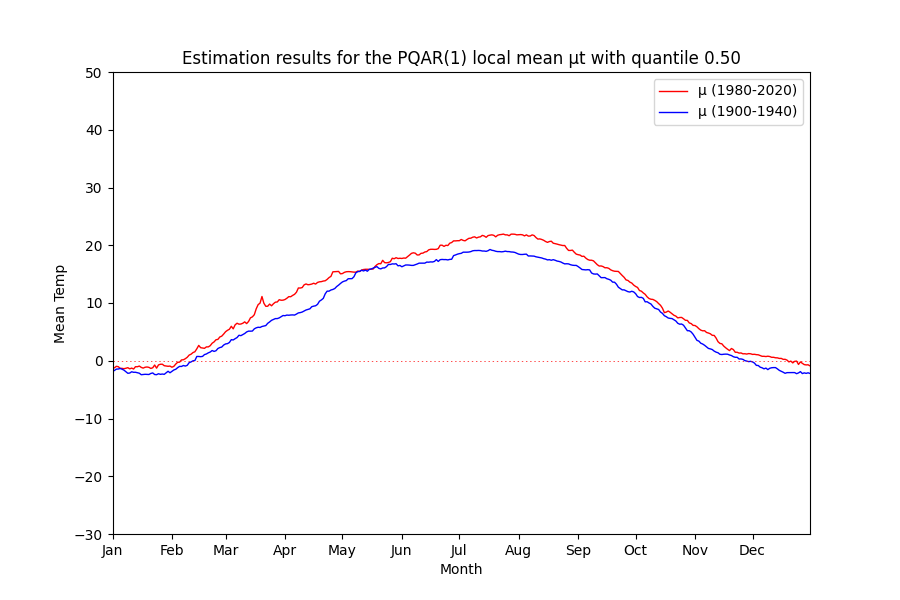 Estimation results for the PQAR(1) local mean μt with quantile 0.50
μ (1980-2020)
μ (1900-1940)
50
40
30
20
10
0
−10
−20
−30
Mean Temp
Jan Feb Mar Apr May Jun Jul Aug Sep Oct Nov Dec
Month